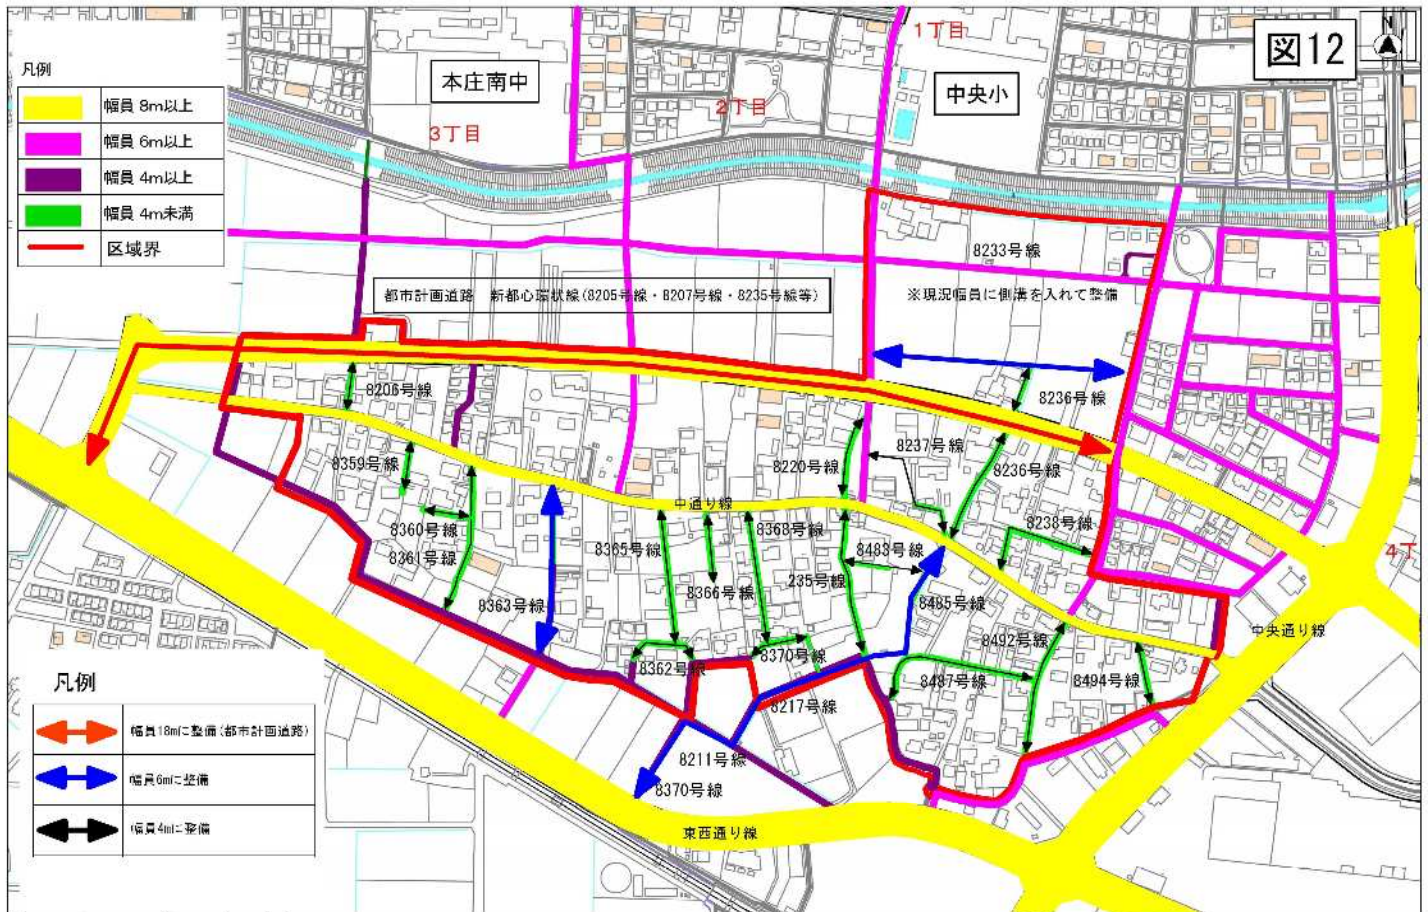 1丁目
図12
N
凡例
本庄南中
中央小
幅員 8m以上
2丁目
3丁目
幅員 6m以上
幅員 4m以上
幅員 4m未満
区域界
8233号線
都市計画道路 新都心環状線(8205号線・8207号線・8235号線等)
※現況幅員に側溝を入れて整備
8206号線
8236号線
8237号線
8359号線
8220号線
8236号線
中通り線
8360号線
8368号線
8238号線
8361号線
8365号線
8483号線
4丁
8363号線
8366号線
235号線
8485号線
中央通り線
8492号線
8362号線
8370号線
8487号線
8494号線
凡例
8217号線
幅員18mに整備(都市計画道路)
8211号線
幅員6mに整備
8370号線
幅員4mに整備
東西通り線